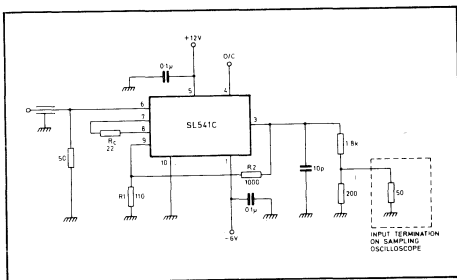 +12V
O/C
0·1μ
5
4
6
7
8
9
SL541C
3
RC
22
50
10
1
R2
1000
R1
110
0·1μ
-6V
10p
1.8k
200
50
INPUT TERMINATION
ON SAMPLING
OSCILLOSCOPE